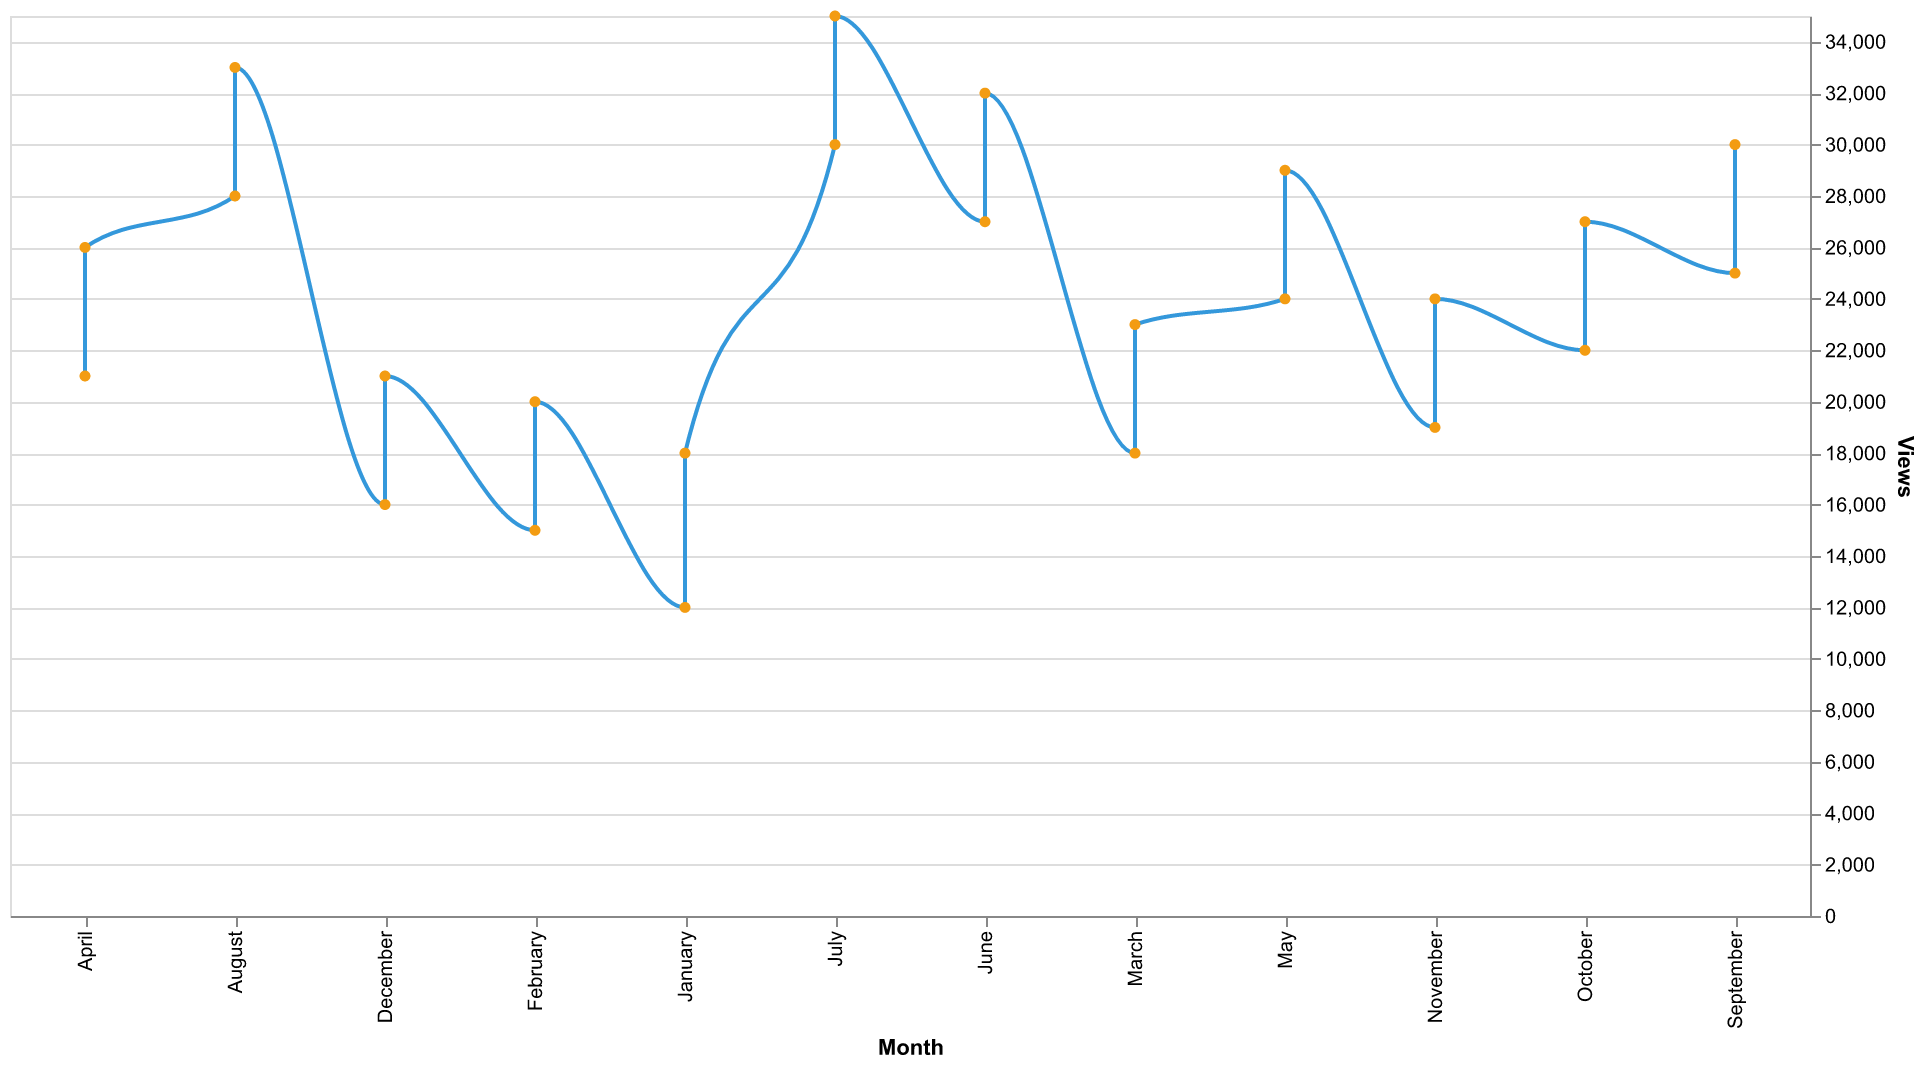 34,000
32,000
30,000
28,000
26,000
24,000
22,000
20,000
18,000
16,000
14,000
12,000
10,000
8,000
6,000
4,000
2,000
0
Views
April
August
December
February
January
July
June
March
May
November
October
September
Month